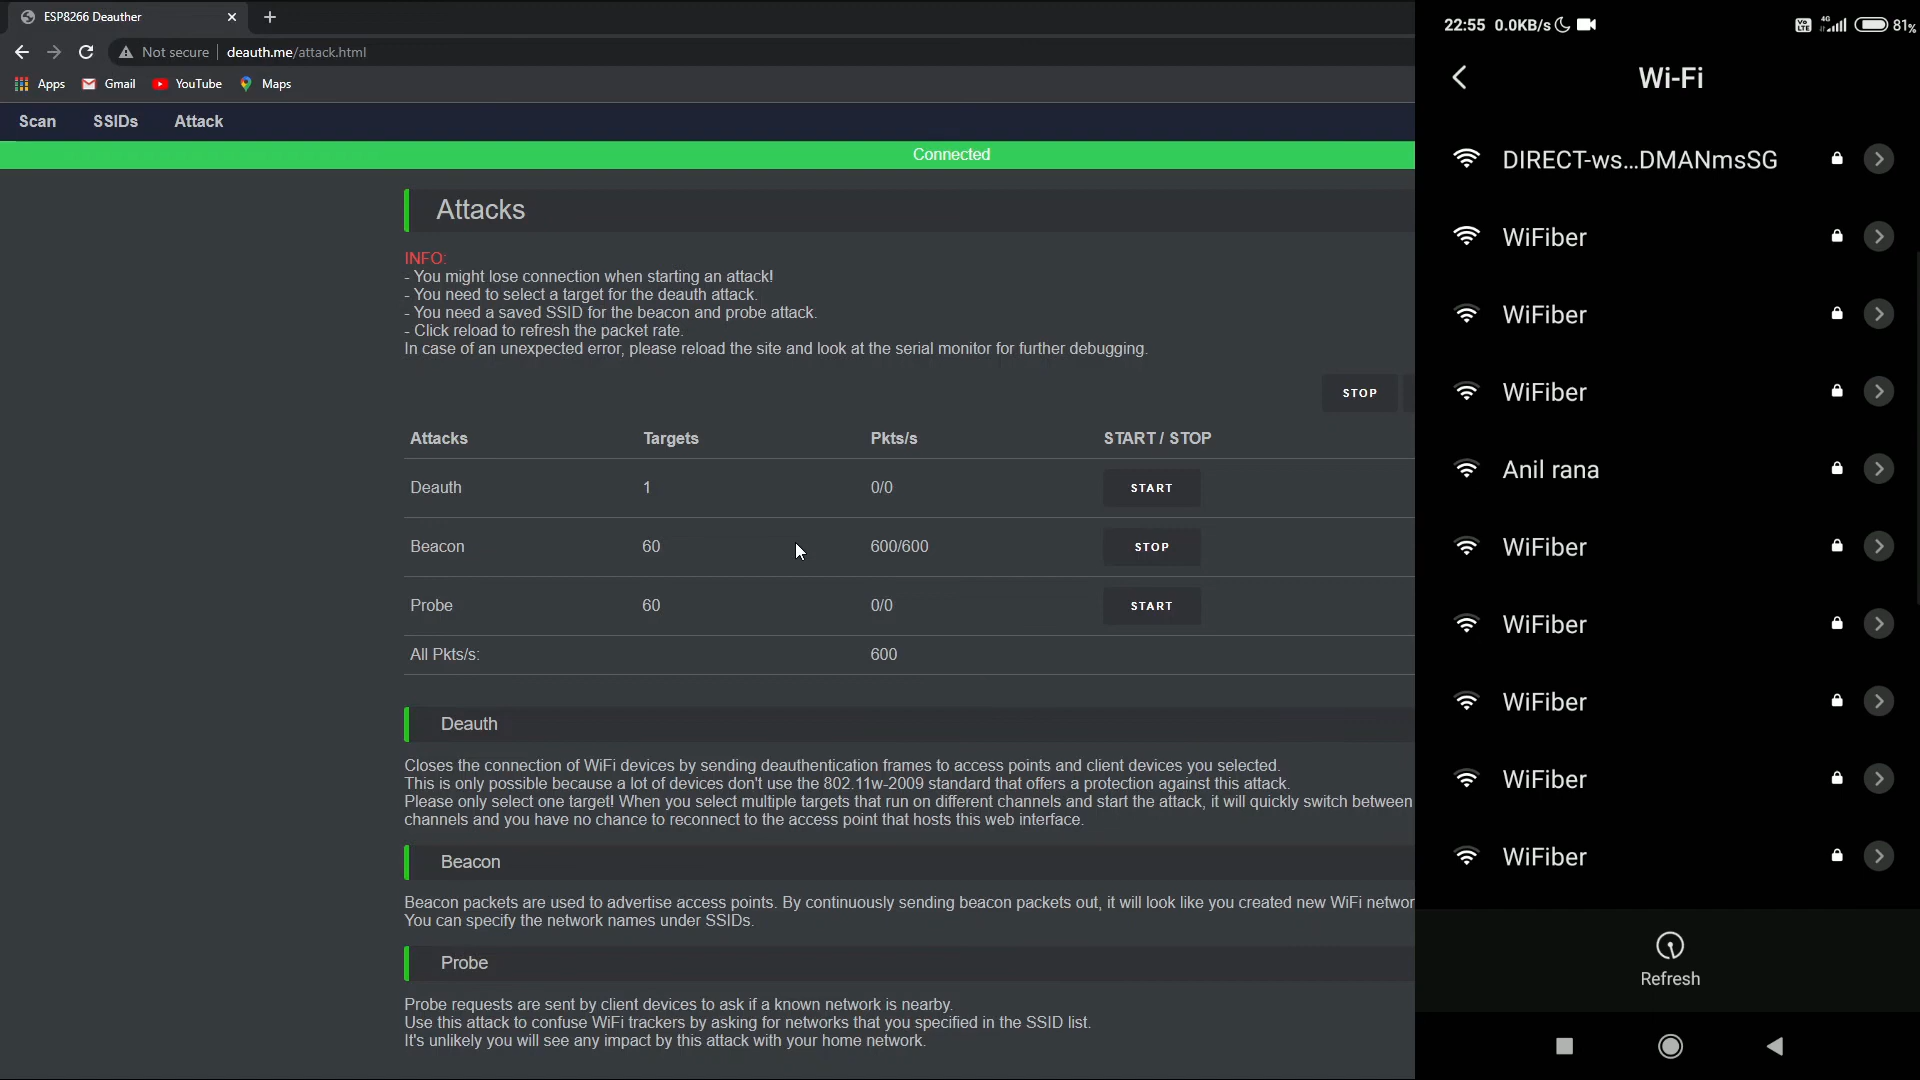 ESP8266 Deauther
Not secure
deauth.me/attack.html
Apps
Gmail
YouTube
Maps
Scan
SSIDs
Attack
Connected
Attacks
INFO:
- You might lose connection when starting an attack!
- You need to select a target for the deauth attack.
- You need a saved SSID for the beacon and probe attack.
- Click reload to refresh the packet rate.
In case of an unexpected error, please reload the site and look at the serial monitor for further debugging.
STOP
Attacks Targets Pkts/s START / STOP
Deauth 1 0/0 START
Beacon 60 600/600 STOP
Probe 60 0/0 START
All Pkts/s: 600
Deauth
Closes the connection of WiFi devices by sending deauthentication frames to access points and client devices you selected.
This is only possible because a lot of devices don't use the 802.11w-2009 standard that offers a protection against this attack.
Please only select one target! When you select multiple targets that run on different channels and start the attack, it will quickly switch between
channels and you have no chance to reconnect to the access point that hosts this web interface.
Beacon
Beacon packets are used to advertise access points. By continuously sending beacon packets out, it will look like you created new WiFi networ
You can specify the network names under SSIDs.
Probe
Probe requests are sent by client devices to ask if a known network is nearby.
Use this attack to confuse WiFi trackers by asking for networks that you specified in the SSID list.
It's unlikely you will see any impact by this attack with your home network.
22:55 0.0KB/s
Vo LTE 4G 81%
Wi-Fi
DIRECT-ws...DMANmsSG
WiFiber
WiFiber
WiFiber
Anil rana
WiFiber
WiFiber
WiFiber
WiFiber
WiFiber
Refresh